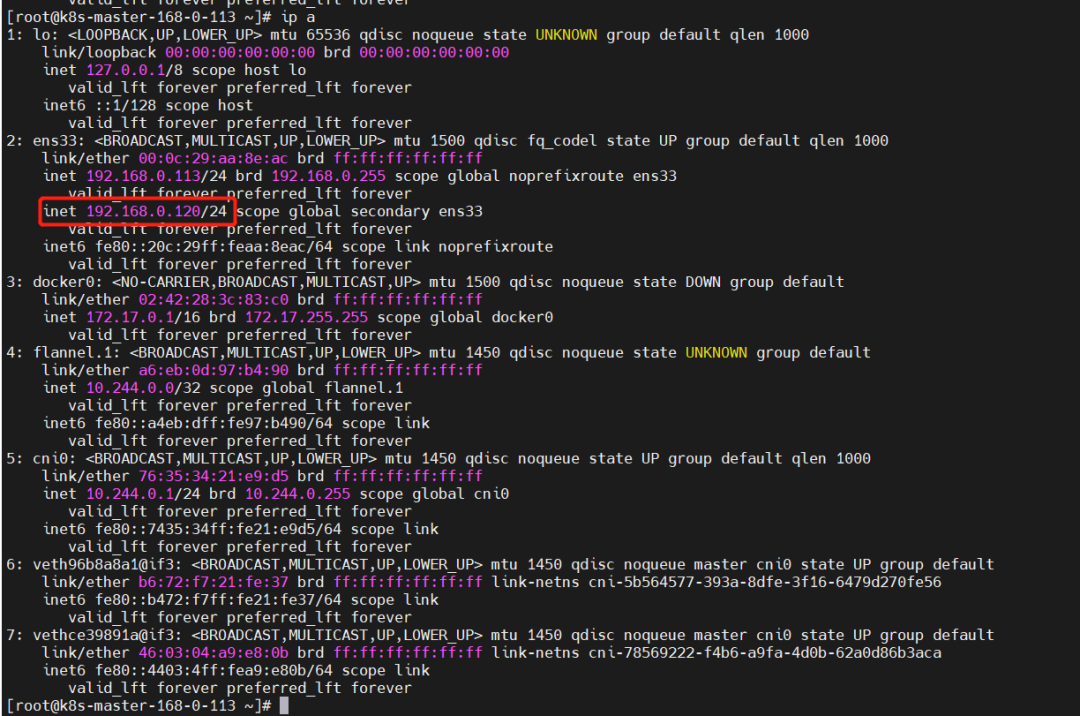 valid_lft forever preferred_lft forever
[root@k8s-master-168-0-113 ~]# ip a
1: lo: <LOOPBACK,UP,LOWER_UP> mtu 65536 qdisc noqueue state UNKNOWN group default qlen 1000
link/loopback 00:00:00:00:00:00 brd 00:00:00:00:00:00
inet 127.0.0.1/8 scope host lo
valid_lft forever preferred_lft forever
inet6 ::1/128 scope host
valid_lft forever preferred_lft forever
2: ens33: <BROADCAST,MULTICAST,UP,LOWER_UP> mtu 1500 qdisc fq_codel state UP group default qlen 1000
link/ether 00:0c:29:aa:8e:ac brd ff:ff:ff:ff:ff:ff
inet 192.168.0.113/24 brd 192.168.0.255 scope global noprefixroute ens33
valid_lft forever preferred_lft forever
inet 192.168.0.120/24 scope global secondary ens33
valid_lft forever preferred_lft forever
inet6 fe80::20c:29ff:feaa:8eac/64 scope link noprefixroute
valid_lft forever preferred_lft forever
3: docker0: <NO-CARRIER,BROADCAST,MULTICAST,UP> mtu 1500 qdisc noqueue state DOWN group default
link/ether 02:42:28:3c:83:c0 brd ff:ff:ff:ff:ff:ff
inet 172.17.0.1/16 brd 172.17.255.255 scope global docker0
valid_lft forever preferred_lft forever
4: flannel.1: <BROADCAST,MULTICAST,UP,LOWER_UP> mtu 1450 qdisc noqueue state UNKNOWN group default
link/ether a6:eb:0d:97:b4:90 brd ff:ff:ff:ff:ff:ff
inet 10.244.0.0/32 scope global flannel.1
valid_lft forever preferred_lft forever
inet6 fe80::a4eb:dff:fe97:b490/64 scope link
valid_lft forever preferred_lft forever
5: cni0: <BROADCAST,MULTICAST,UP,LOWER_UP> mtu 1450 qdisc noqueue state UP group default qlen 1000
link/ether 76:35:34:21:e9:d5 brd ff:ff:ff:ff:ff:ff
inet 10.244.0.1/24 brd 10.244.0.255 scope global cni0
valid_lft forever preferred_lft forever
inet6 fe80::7435:34ff:fe21:e9d5/64 scope link
valid_lft forever preferred_lft forever
6: veth96b8a8a1@if3: <BROADCAST,MULTICAST,UP,LOWER_UP> mtu 1450 qdisc noqueue master cni0 state UP group default
link/ether b6:72:f7:21:fe:37 brd ff:ff:ff:ff:ff:ff link-netns cni-5b564577-393a-8dfe-3f16-6479d270fe56
inet6 fe80::b472:f7ff:fe21:fe37/64 scope link
valid_lft forever preferred_lft forever
7: vethce39891a@if3: <BROADCAST,MULTICAST,UP,LOWER_UP> mtu 1450 qdisc noqueue master cni0 state UP group default
link/ether 46:03:04:a9:e8:0b brd ff:ff:ff:ff:ff:ff link-netns cni-78569222-f4b6-a9fa-4d0b-62a0d86b3aca
inet6 fe80::4403:4ff:fea9:e80b/64 scope link
valid_lft forever preferred_lft forever
[root@k8s-master-168-0-113 ~]#